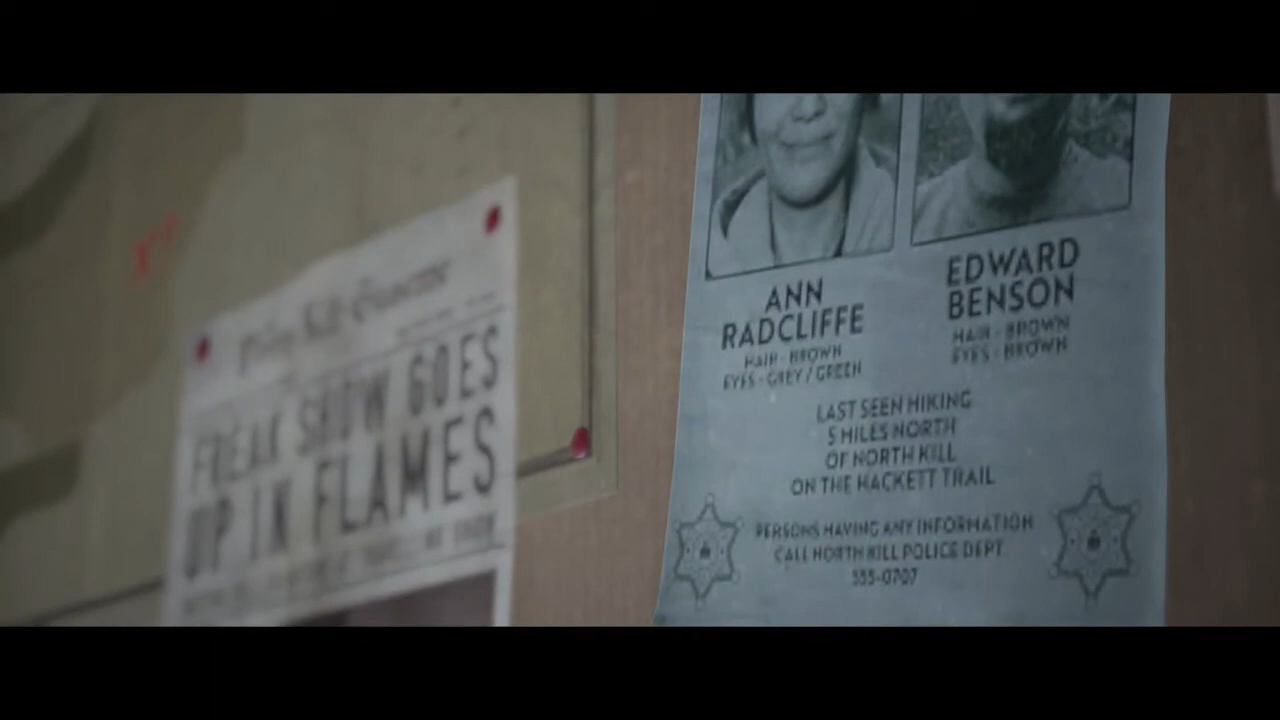 FREAK SHOW GOES
UP IN FLAMES
ANN
RADCLIFFE
HAIR - BROWN
EYES - GREY / GREEN
EDWARD
BENSON
HAIR - BROWN
EYES - BROWN
LAST SEEN HIKING
5 MILES NORTH
OF NORTH KILL
ON THE HACKETT TRAIL
PERSONS HAVING ANY INFORMATION
CALL NORTH KILL POLICE DEPT.
555-0707